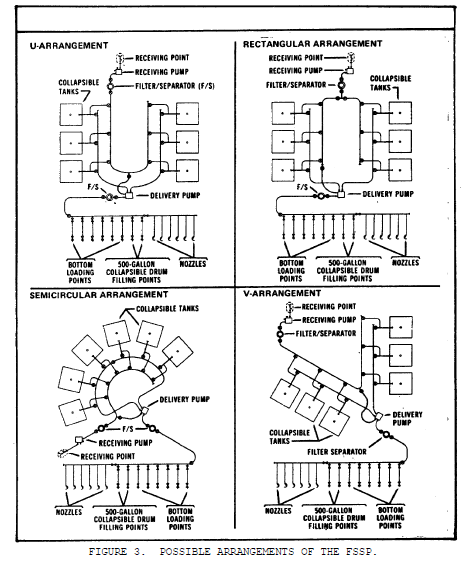 U-ARRANGEMENT
RECEIVING POINT
RECEIVING PUMP
FILTER/SEPARATOR (F/S)
COLLAPSIBLE
TANKS
F/S
DELIVERY PUMP
BOTTOM
LOADING
POINTS
500-GALLON
COLLAPSIBLE DRUM
FILLING POINTS
NOZZLES
RECTANGULAR ARRANGEMENT
RECEIVING POINT
RECEIVING PUMP
FILTER/SEPARATOR
COLLAPSIBLE
TANKS
F/S
DELIVERY PUMP
BOTTOM
LOADING
POINTS
500-GALLON
COLLAPSIBLE DRUM
FILLING POINTS
NOZZLES
SEMICIRCULAR ARRANGEMENT
COLLAPSIBLE TANKS
DELIVERY PUMP
F/S
RECEIVING PUMP
RECEIVING POINT
NOZZLES
500-GALLON
COLLAPSIBLE DRUM
FILLING POINTS
BOTTOM
LOADING
POINTS
V-ARRANGEMENT
RECEIVING POINT
RECEIVING PUMP
FILTER/SEPARATOR
DELIVERY
PUMP
COLLAPSIBLE
TANKS
FILTER SEPARATOR
NOZZLES
500-GALLON
COLLAPSIBLE DRUM
FILLING POINTS
BOTTOM
LOADING
POINTS
FIGURE 3. POSSIBLE ARRANGEMENTS OF THE FSSP.